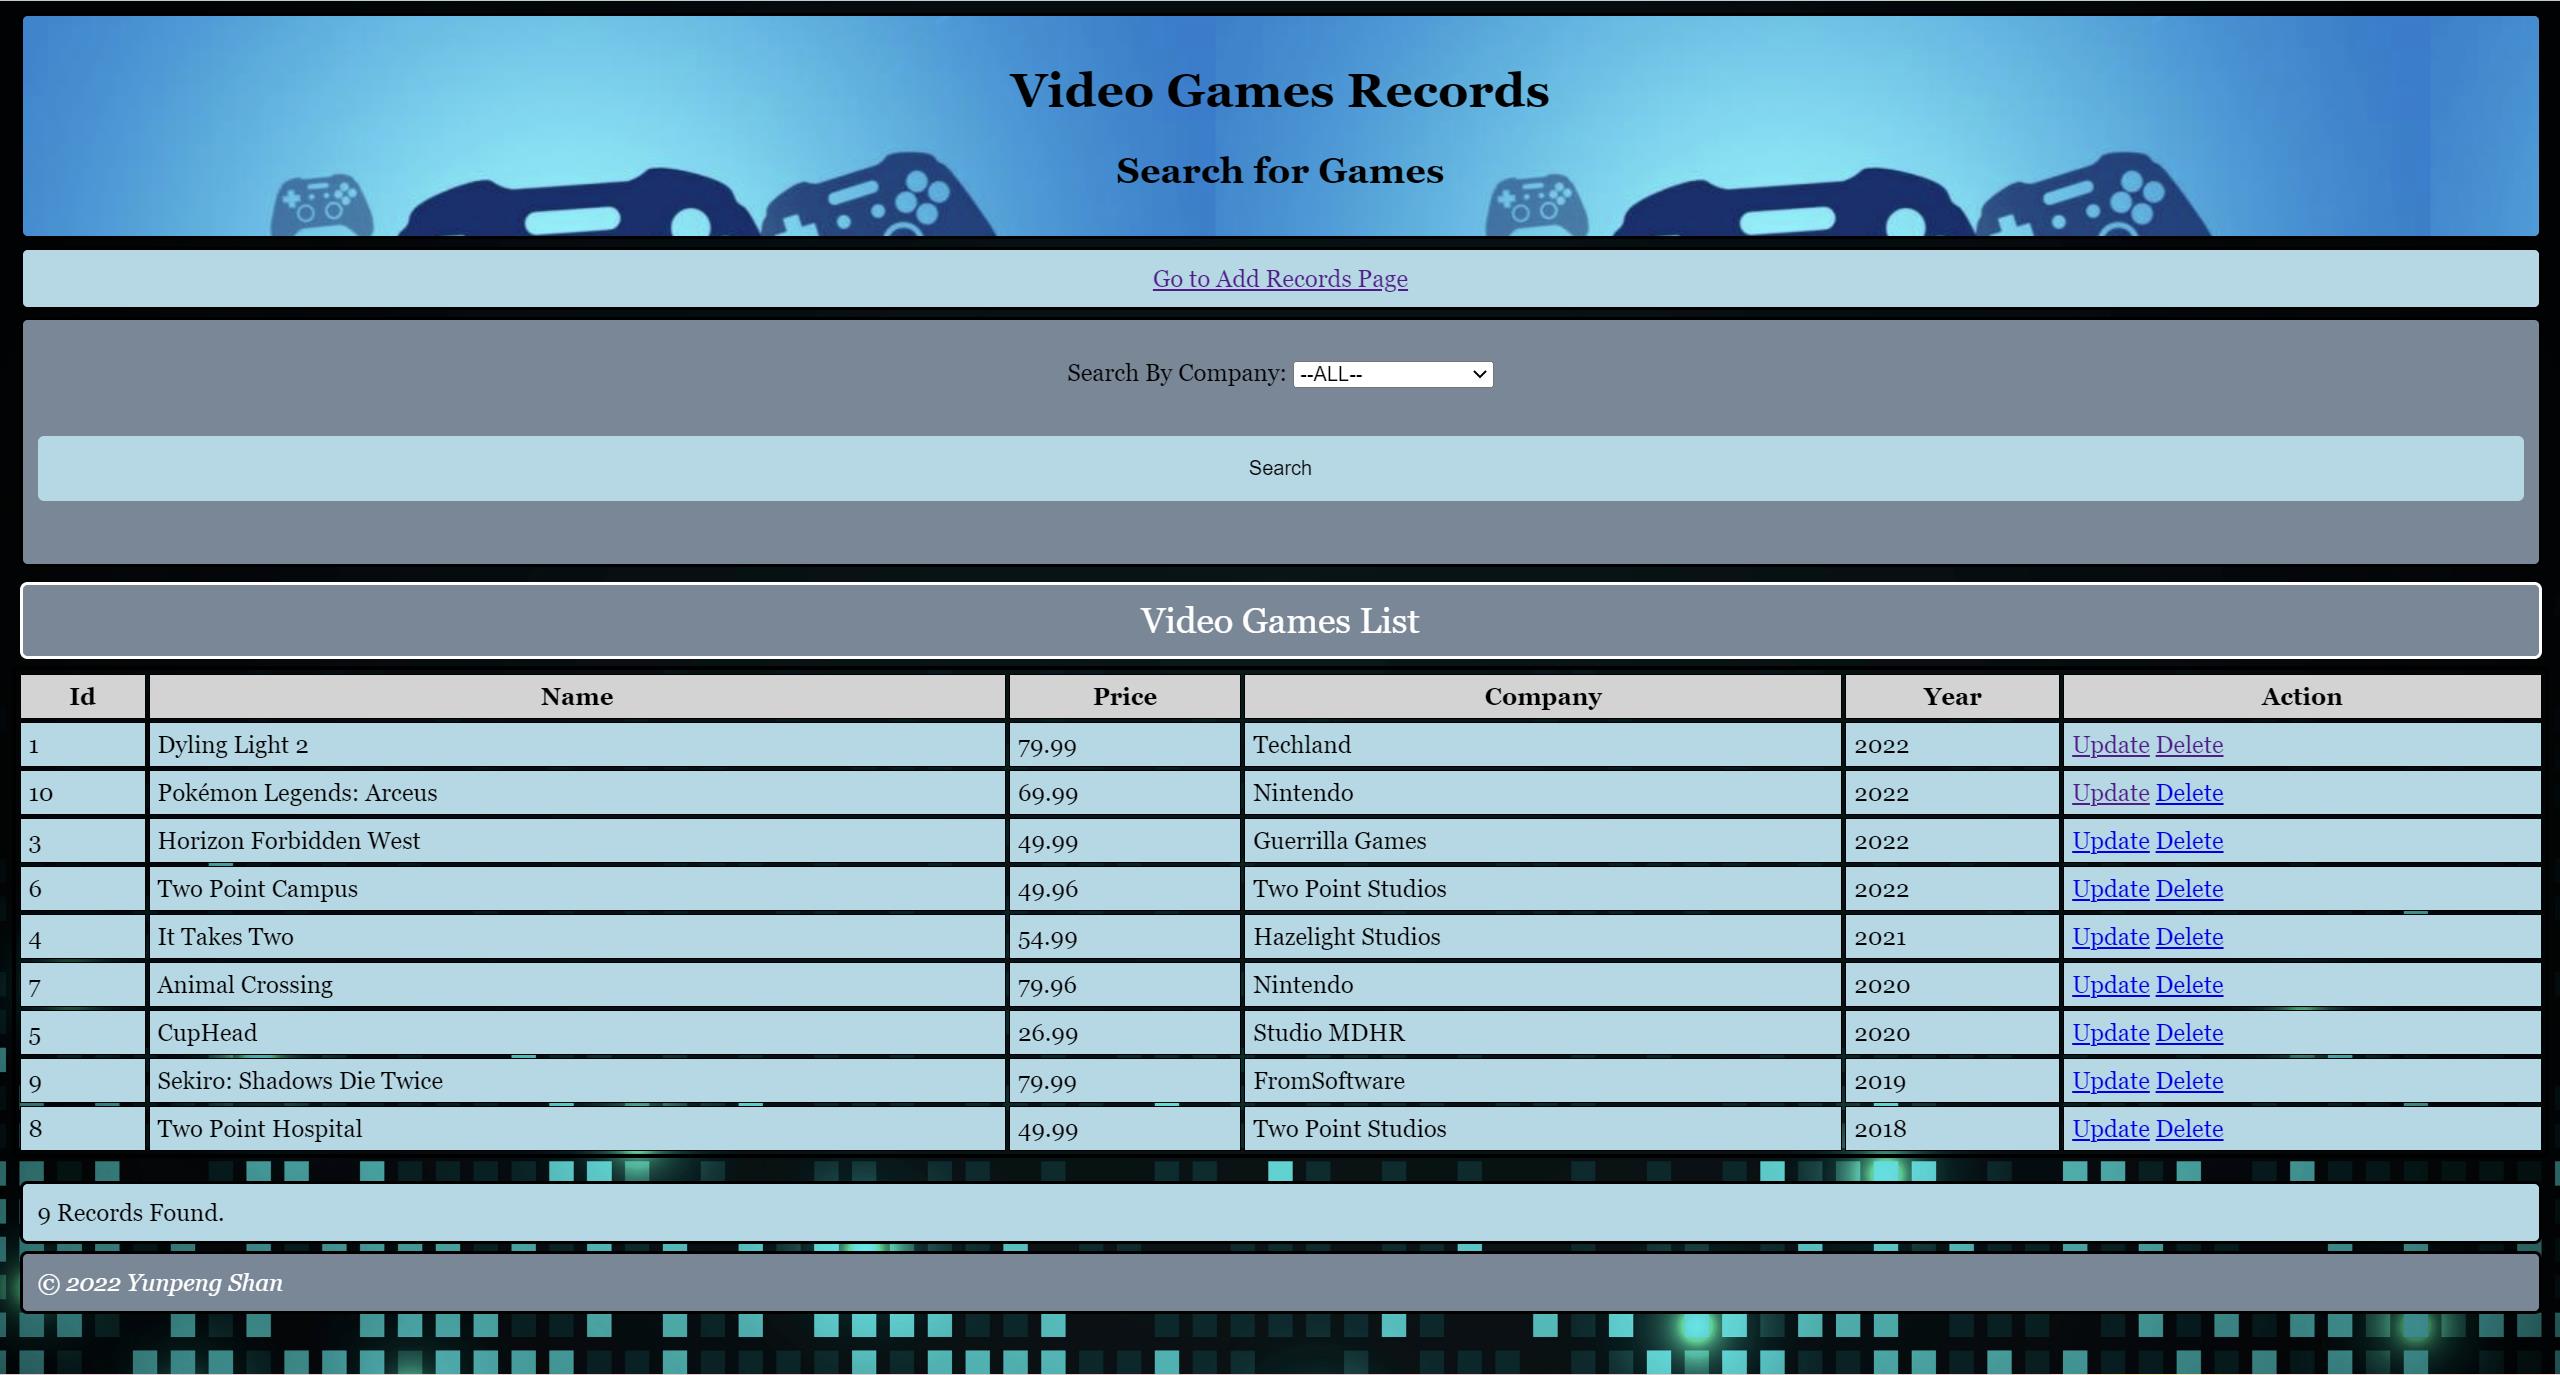 Video Games Records
Search for Games
Go to Add Records Page
Search By Company: --ALL--
Search
Video Games List
Id Name Price Company Year Action
1 Dyling Light 2 79.99 Techland 2022 Update Delete
10 Pokémon Legends: Arceus 69.99 Nintendo 2022 Update Delete
3 Horizon Forbidden West 49.99 Guerrilla Games 2022 Update Delete
6 Two Point Campus 49.96 Two Point Studios 2022 Update Delete
4 It Takes Two 54.99 Hazelight Studios 2021 Update Delete
7 Animal Crossing 79.96 Nintendo 2020 Update Delete
5 CupHead 26.99 Studio MDHR 2020 Update Delete
9 Sekiro: Shadows Die Twice 79.99 FromSoftware 2019 Update Delete
8 Two Point Hospital 49.99 Two Point Studios 2018 Update Delete
9 Records Found.
© 2022 Yunpeng Shan